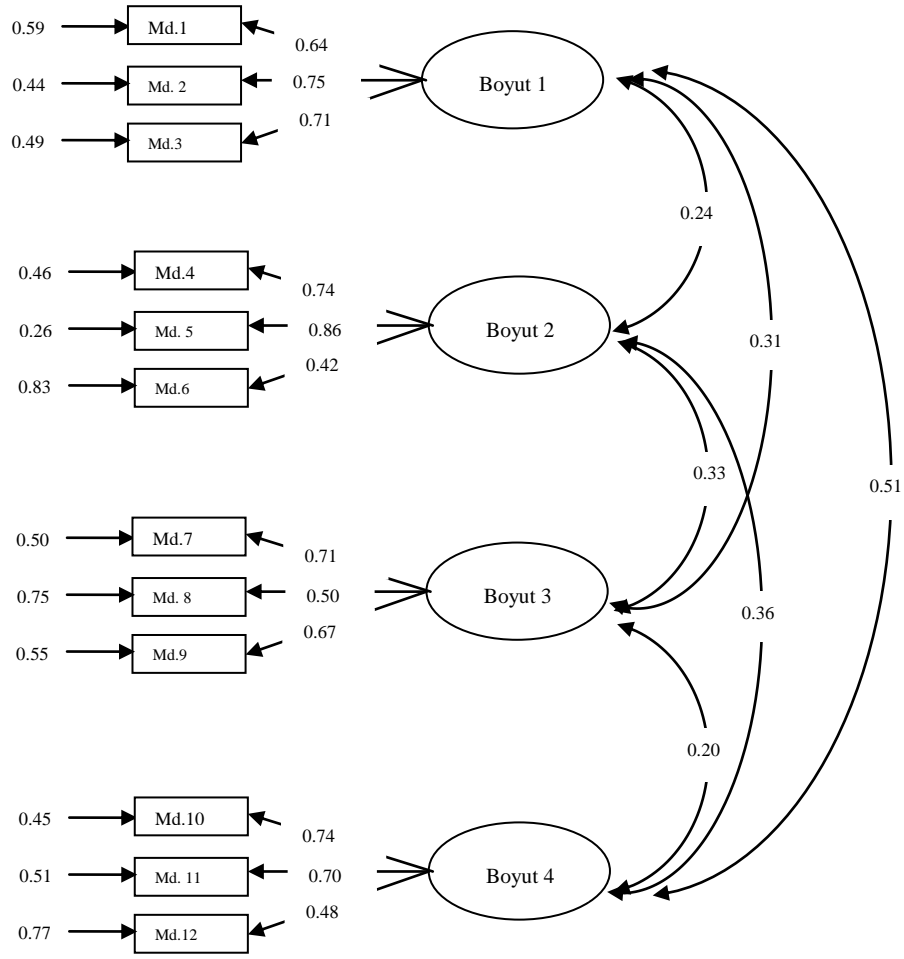 0.59 Md.1 0.64
0.44 Md. 2 0.75 Boyut 1
0.49 Md.3 0.71
0.24
0.46 Md.4 0.74
0.26 Md. 5 0.86 Boyut 2
0.31
0.83 Md.6 0.42
0.33
0.51
0.50 Md.7 0.71
0.75 Md. 8 0.50 Boyut 3
0.36
0.55 Md.9 0.67
0.20
0.45 Md.10 0.74
0.51 Md. 11 0.70 Boyut 4
0.77 Md.12 0.48